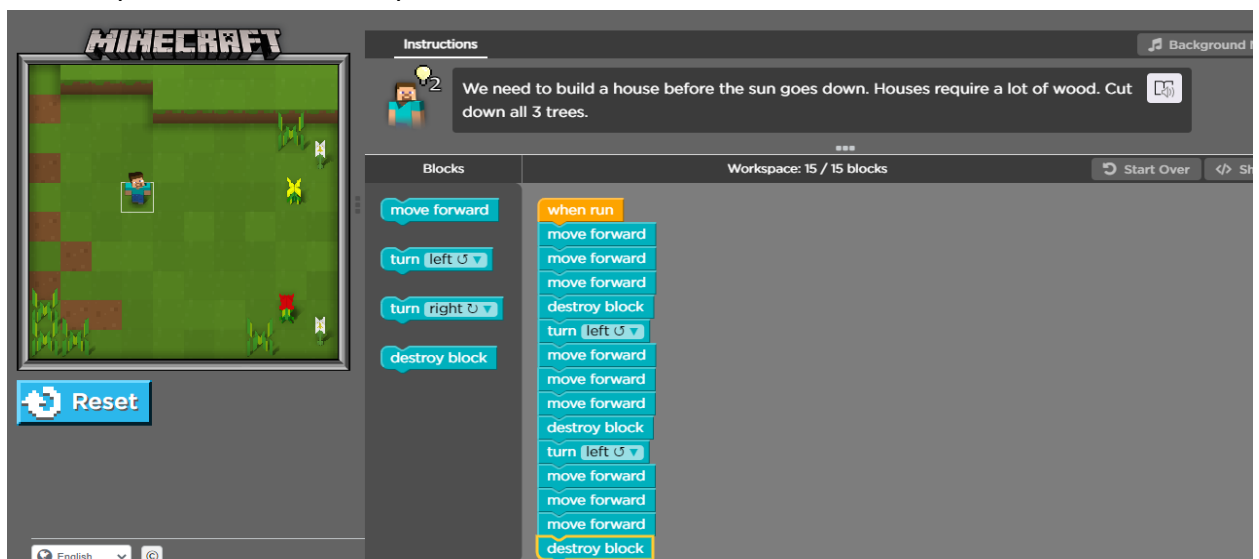 MINECRAFT
Instructions
Background
2
We need to build a house before the sun goes down. Houses require a lot of wood. Cut
down all 3 trees.
Blocks
Workspace: 15 / 15 blocks
Start Over
</> Sh
move forward
turn left ↺ ▼
turn right ↻ ▼
destroy block
when run
move forward
move forward
move forward
destroy block
turn left ↺ ▼
move forward
move forward
move forward
destroy block
turn left ↺ ▼
move forward
move forward
move forward
destroy block
Reset
English
©